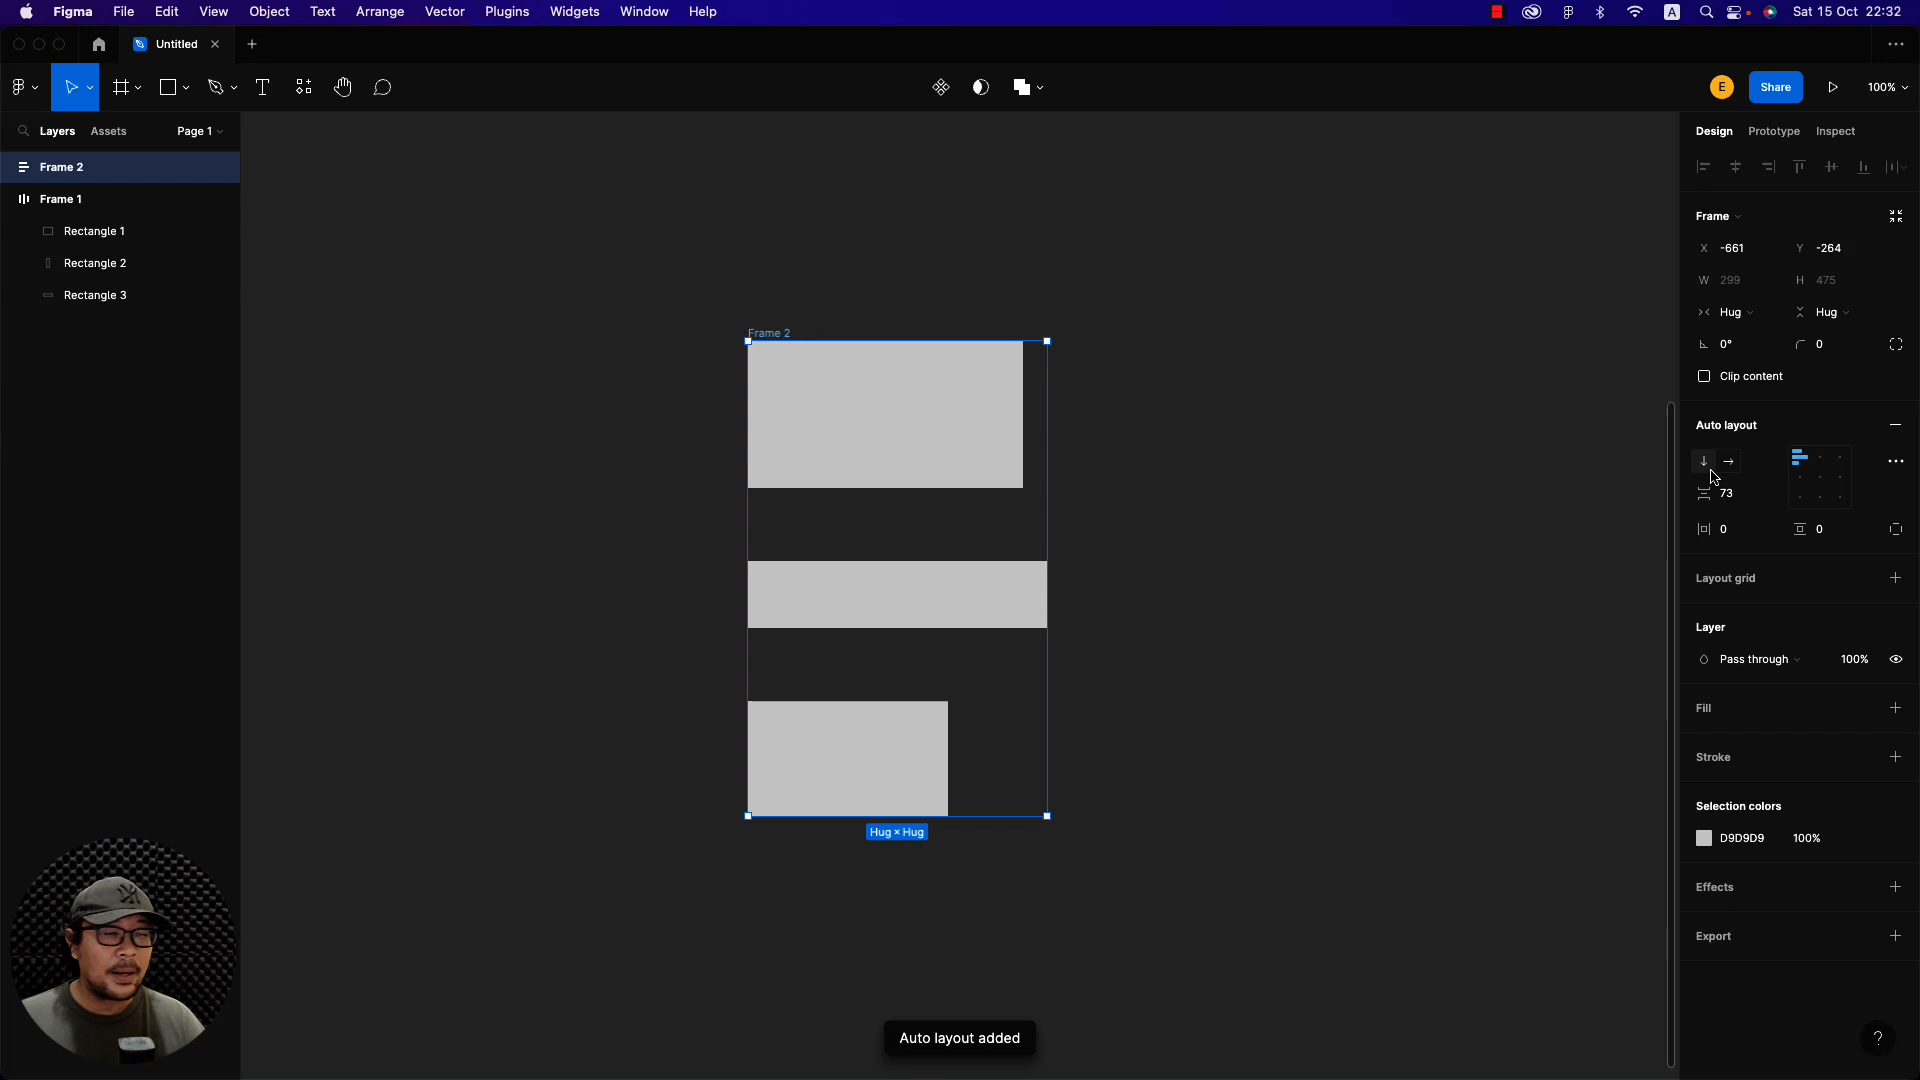 Figma File Edit View Object Text Arrange Vector Plugins Widgets Window Help A Sat 15 Oct 22:32
Untitled
E Share 100%
Layers Assets Page 1
Design Prototype Inspect
Frame 2
Frame 1
Rectangle 1
Rectangle 2
Rectangle 3
Frame 2
Hug × Hug
Auto layout added
Frame
X -661 Y -264
W 299 H 475
Hug Hug
0° 0
Clip content
Auto layout
73
0 0
Layout grid
Layer
Pass through 100%
Fill
Stroke
Selection colors
D9D9D9 100%
Effects
Export
?